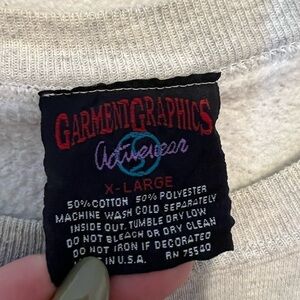 GARMENTGRAPHICS
Activewear
X-LARGE
50% COTTON 50% POLYESTER
MACHINE WASH COLD SEPARATELY
INSIDE OUT. TUMBLE DRY LOW
DO NOT BLEACH OR DRY CLEAN
DO NOT IRON IF DECORATED
IN U.S.A. RN 75540